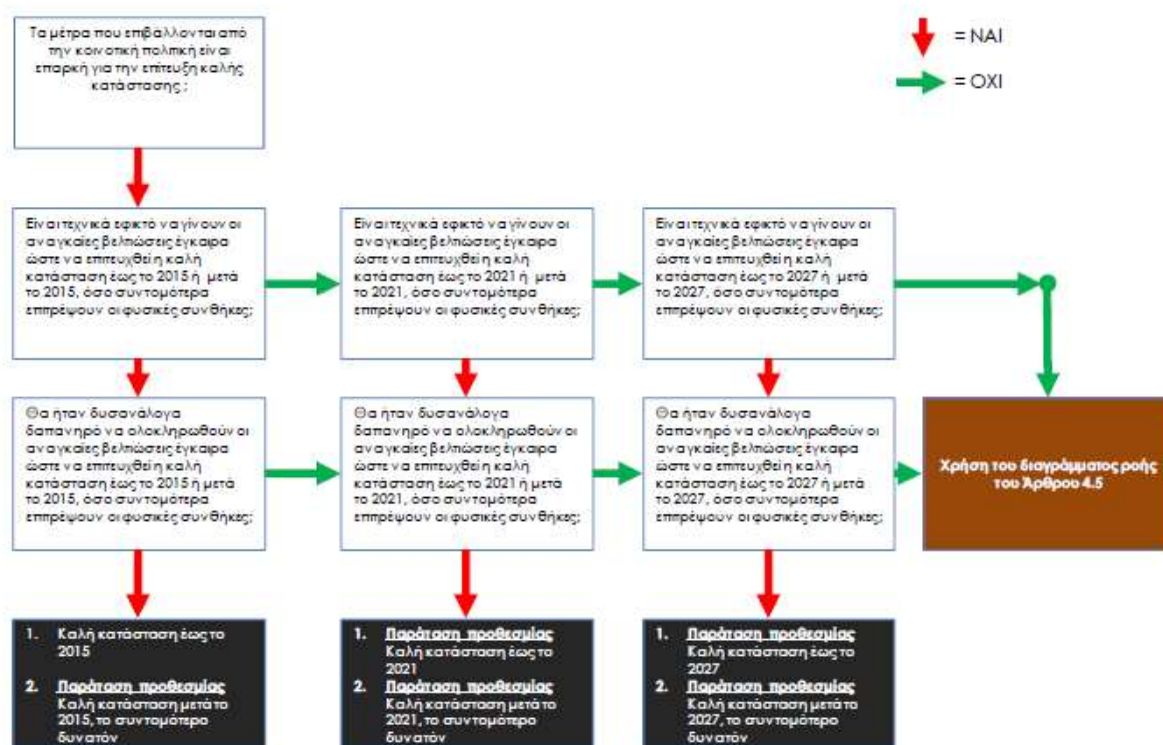 Τα μέτρα που επιβάλλονται από
την κοινοτική πολιτική είναι
επαρκή για την επίτευξη καλής
κατάστασης ;
= ΝΑΙ
= ΟΧΙ
Είναι τεχνικά εφικτό να γίνουν οι
αναγκαίες βελτιώσεις έγκαιρα
ώστε να επιτευχθεί η καλή
κατάσταση έως το 2015 ή μετά
το 2015, όσο συντομότερα
επιτρέψουν οι φυσικές συνθήκες;
Είναι τεχνικά εφικτό να γίνουν οι
αναγκαίες βελτιώσεις έγκαιρα
ώστε να επιτευχθεί η καλή
κατάσταση έως το 2021 ή μετά
το 2021, όσο συντομότερα
επιτρέψουν οι φυσικές συνθήκες;
Είναι τεχνικά εφικτό να γίνουν οι
αναγκαίες βελτιώσεις έγκαιρα
ώστε να επιτευχθεί η καλή
κατάσταση έως το 2027 ή μετά
το 2027, όσο συντομότερα
επιτρέψουν οι φυσικές συνθήκες;
Θα ήταν δυσανάλογα
δαπανηρό να ολοκληρωθούν οι
αναγκαίες βελτιώσεις έγκαιρα
ώστε να επιτευχθεί η καλή
κατάσταση έως το 2015 ή μετά
το 2015, όσο συντομότερα
επιτρέψουν οι φυσικές συνθήκες;
Θα ήταν δυσανάλογα
δαπανηρό να ολοκληρωθούν οι
αναγκαίες βελτιώσεις έγκαιρα
ώστε να επιτευχθεί η καλή
κατάσταση έως το 2021 ή μετά
το 2021, όσο συντομότερα
επιτρέψουν οι φυσικές συνθήκες;
Θα ήταν δυσανάλογα
δαπανηρό να ολοκληρωθούν οι
αναγκαίες βελτιώσεις έγκαιρα
ώστε να επιτευχθεί η καλή
κατάσταση έως το 2027 ή μετά
το 2027, όσο συντομότερα
επιτρέψουν οι φυσικές συνθήκες;
Χρήση του διαγράμματος ροής
του Άρθρου 4.5
1. Καλή κατάσταση έως το
2015
2. Παράταση προθεσμίας
Καλή κατάσταση μετά το
2015, το συντομότερο
δυνατόν
1. Παράταση προθεσμίας
Καλή κατάσταση έως το
2021
2. Παράταση προθεσμίας
Καλή κατάσταση μετά το
2021, το συντομότερο
δυνατόν
1. Παράταση προθεσμίας
Καλή κατάσταση έως το
2027
2. Παράταση προθεσμίας
Καλή κατάσταση μετά το
2027, το συντομότερο
δυνατόν